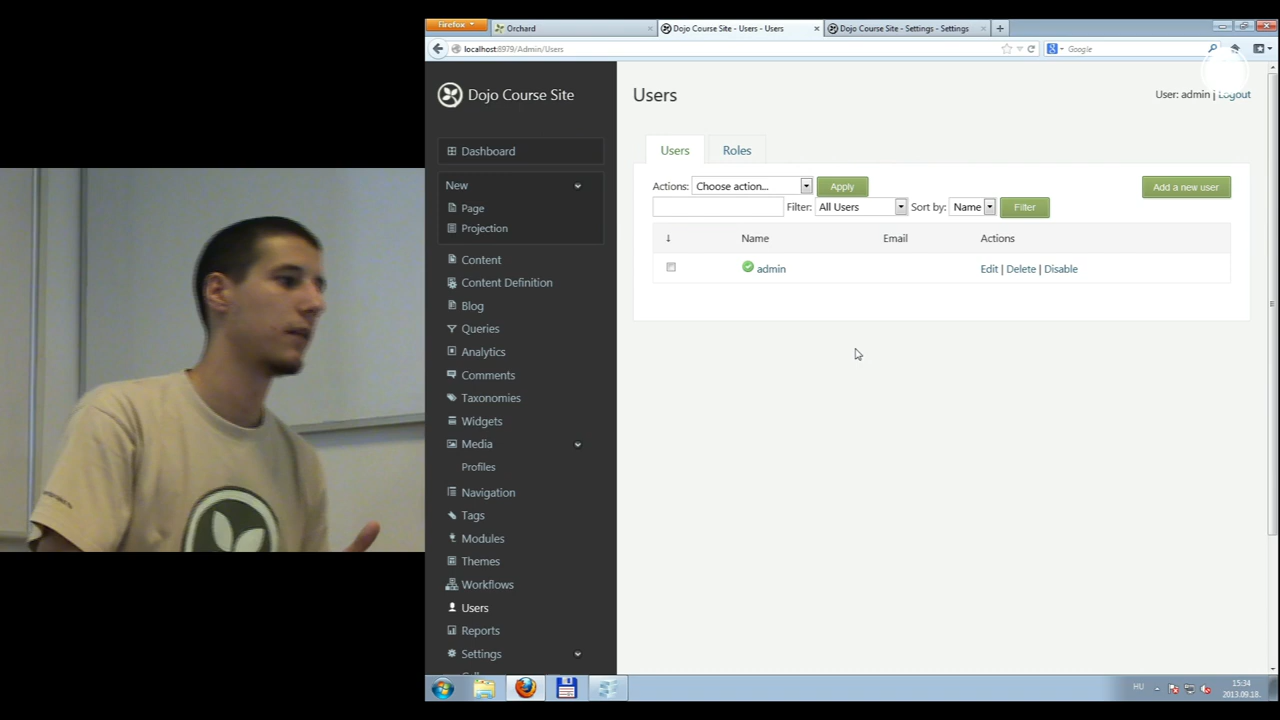 Firefox
Orchard
Dojo Course Site - Users - Users
Dojo Course Site - Settings - Settings
localhost:8979/Admin/Users
Google
Dojo Course Site
Users
User: admin | Logout
Dashboard
Users
Roles
New
Actions: Choose action... Apply
Add a new user
Page
Filter: All Users Sort by: Name Filter
Projection
↓ Name Email Actions
Content
admin Edit | Delete | Disable
Content Definition
Blog
Queries
Analytics
Comments
Taxonomies
Widgets
Media
Profiles
Navigation
Tags
Modules
Themes
Workflows
Users
Reports
Settings
HU
15:34
2013.09.18.